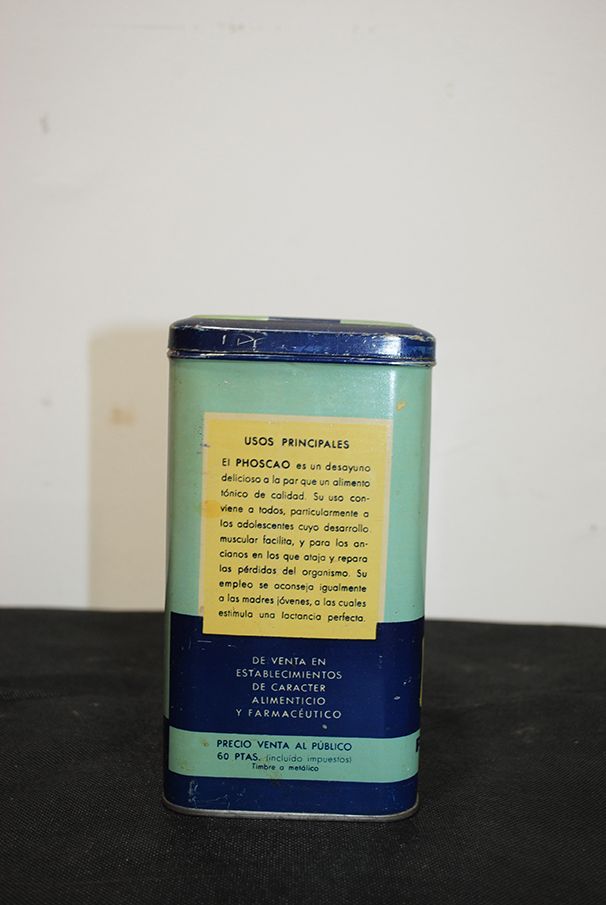 USOS PRINCIPALES
El PHOSCAO es un desayuno
delicioso a la par que un alimento
tónico de calidad. Su uso con-
viene a todos, particularmente a
los adolescentes cuyo desarrollo
muscular facilita, y para los an-
cianos en los que ataja y repara
las pérdidas del organismo. Su
empleo se aconseja igualmente
a las madres jóvenes, a las cuales
estimula una lactancia perfecta.
DE VENTA EN
ESTABLECIMIENTOS
DE CARACTER
ALIMENTICIO
Y FARMACÉUTICO
PRECIO VENTA AL PÚBLICO
60 PTAS. (incluído impuestos)
Timbre a metálico